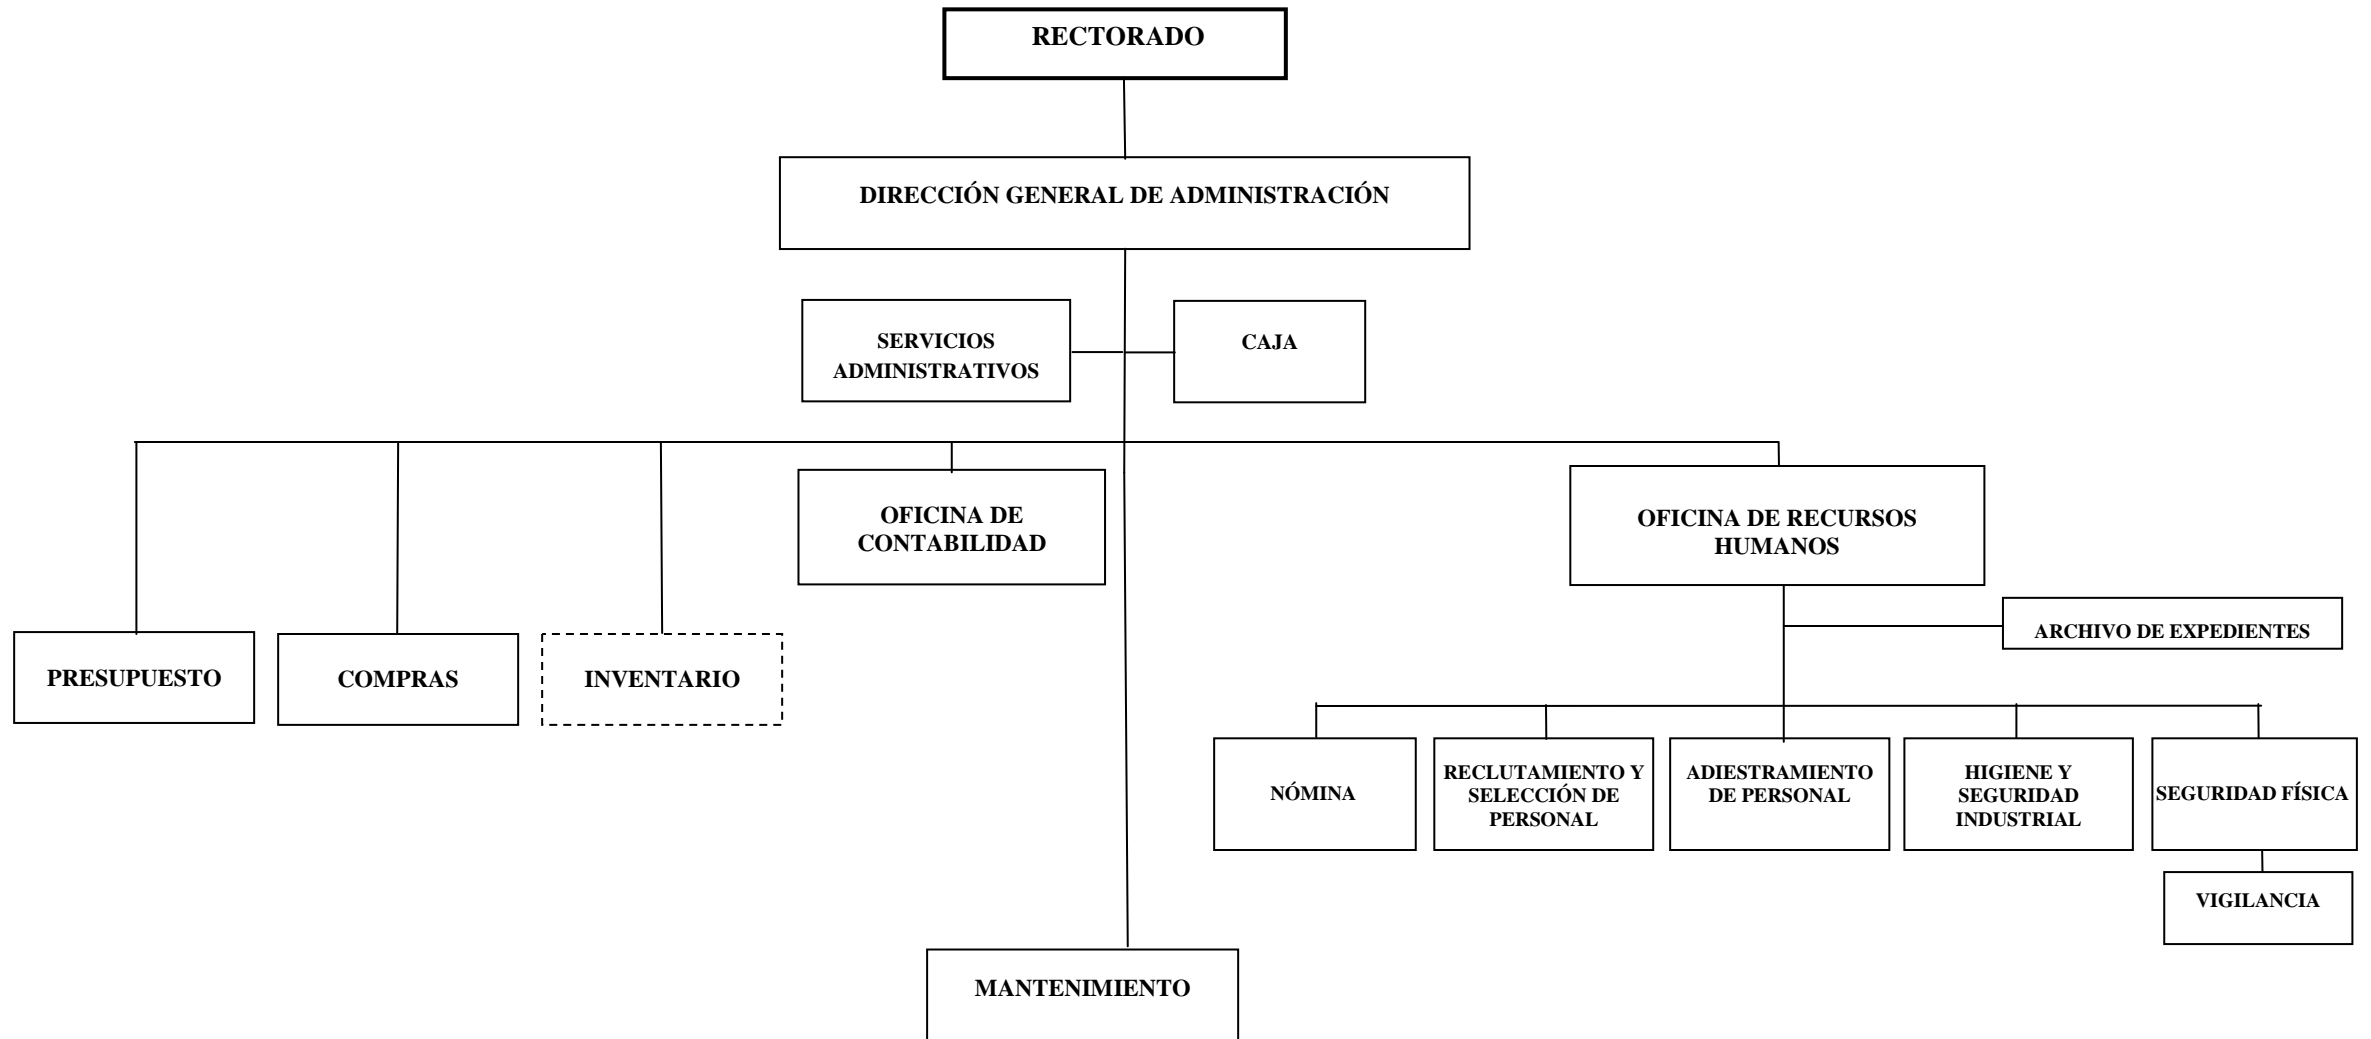 RECTORADO
DIRECCIÓN GENERAL DE ADMINISTRACIÓN
SERVICIOS
ADMINISTRATIVOS
CAJA
OFICINA DE
CONTABILIDAD
OFICINA DE RECURSOS
HUMANOS
ARCHIVO DE EXPEDIENTES
PRESUPUESTO
COMPRAS
INVENTARIO
NÓMINA
RECLUTAMIENTO Y
SELECCIÓN DE
PERSONAL
ADIESTRAMIENTO
DE PERSONAL
HIGIENE Y
SEGURIDAD
INDUSTRIAL
SEGURIDAD FÍSICA
VIGILANCIA
MANTENIMIENTO